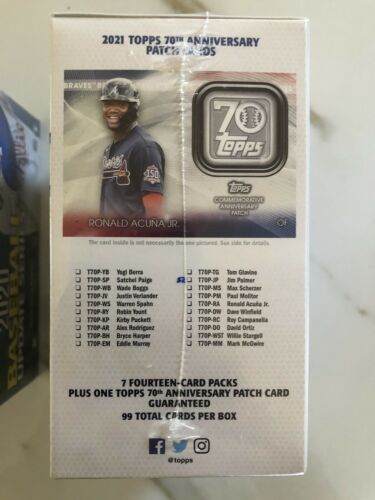 2021 TOPPS 70TH ANNIVERSARY
PATCH CARDS
BRAVES
70
Topps
TOPPS
COMMEMORATIVE
ANNIVERSARY
PATCH
150
RONALD ACUNA JR.
OF
The card inside is not necessarily the one pictured. See side for details.
T70P-YB Yogi Berra
T70P-SP Satchel Paige
T70P-WB Wade Boggs
T70P-JV Justin Verlander
T70P-WS Warren Spahn
T70P-RY Robin Yount
T70P-KP Kirby Puckett
T70P-AR Alex Rodriguez
T70P-BH Bryce Harper
T70P-EM Eddie Murray
T70P-TG Tom Glavine
T70P-JP Jim Palmer
T70P-MS Max Scherzer
T70P-PM Paul Molitor
T70P-RA Ronald Acuña Jr.
T70P-DW Dave Winfield
T70P-RC Roy Campanella
T70P-DO David Ortiz
T70P-WST Willie Stargell
T70P-MM Mark McGwire
7 FOURTEEN-CARD PACKS
PLUS ONE TOPPS 70th ANNIVERSARY PATCH CARD
GUARANTEED
99 TOTAL CARDS PER BOX
@topps